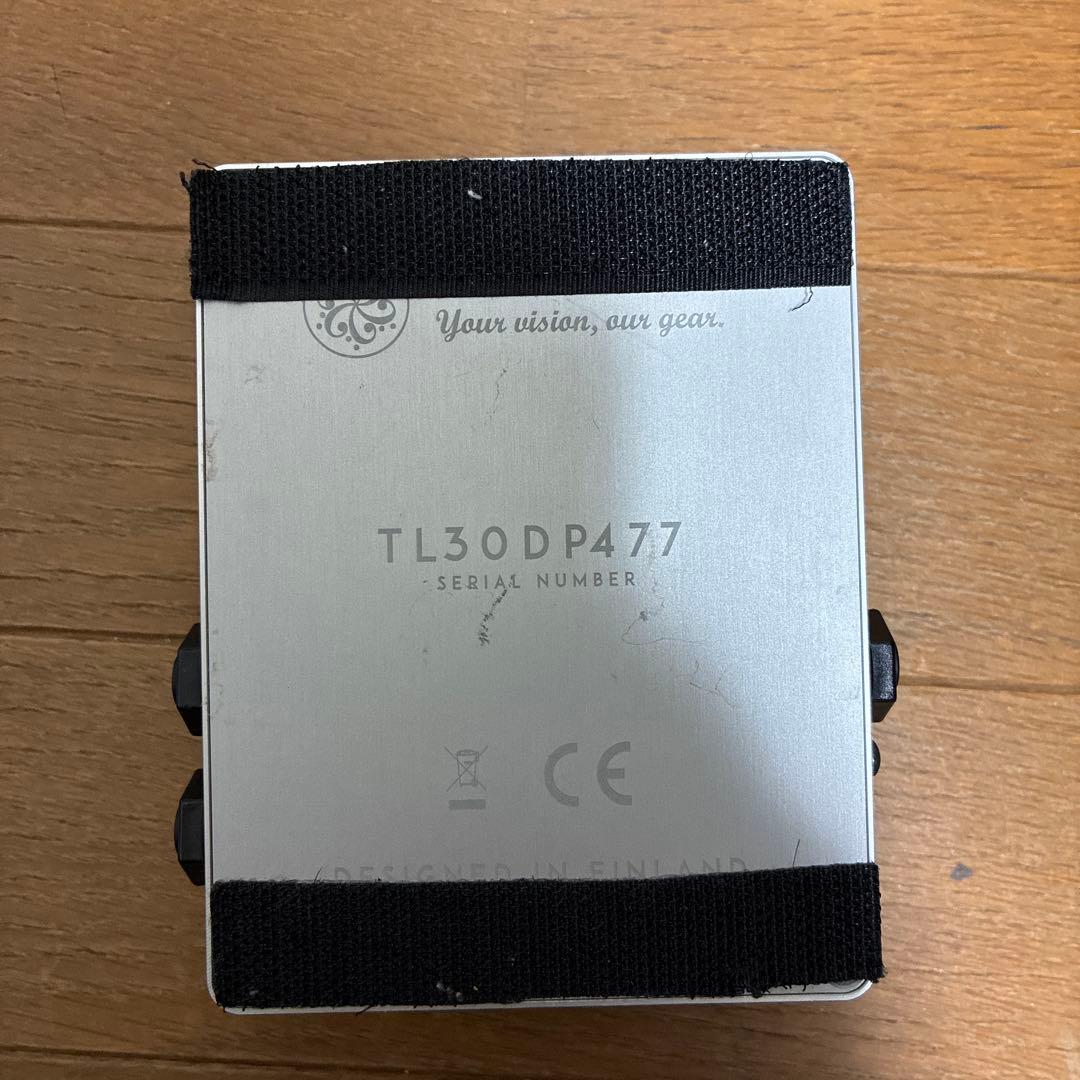 Your vision, our gear.
TL30DP477
SERIAL NUMBER
CE
DESIGNED IN FINLAND